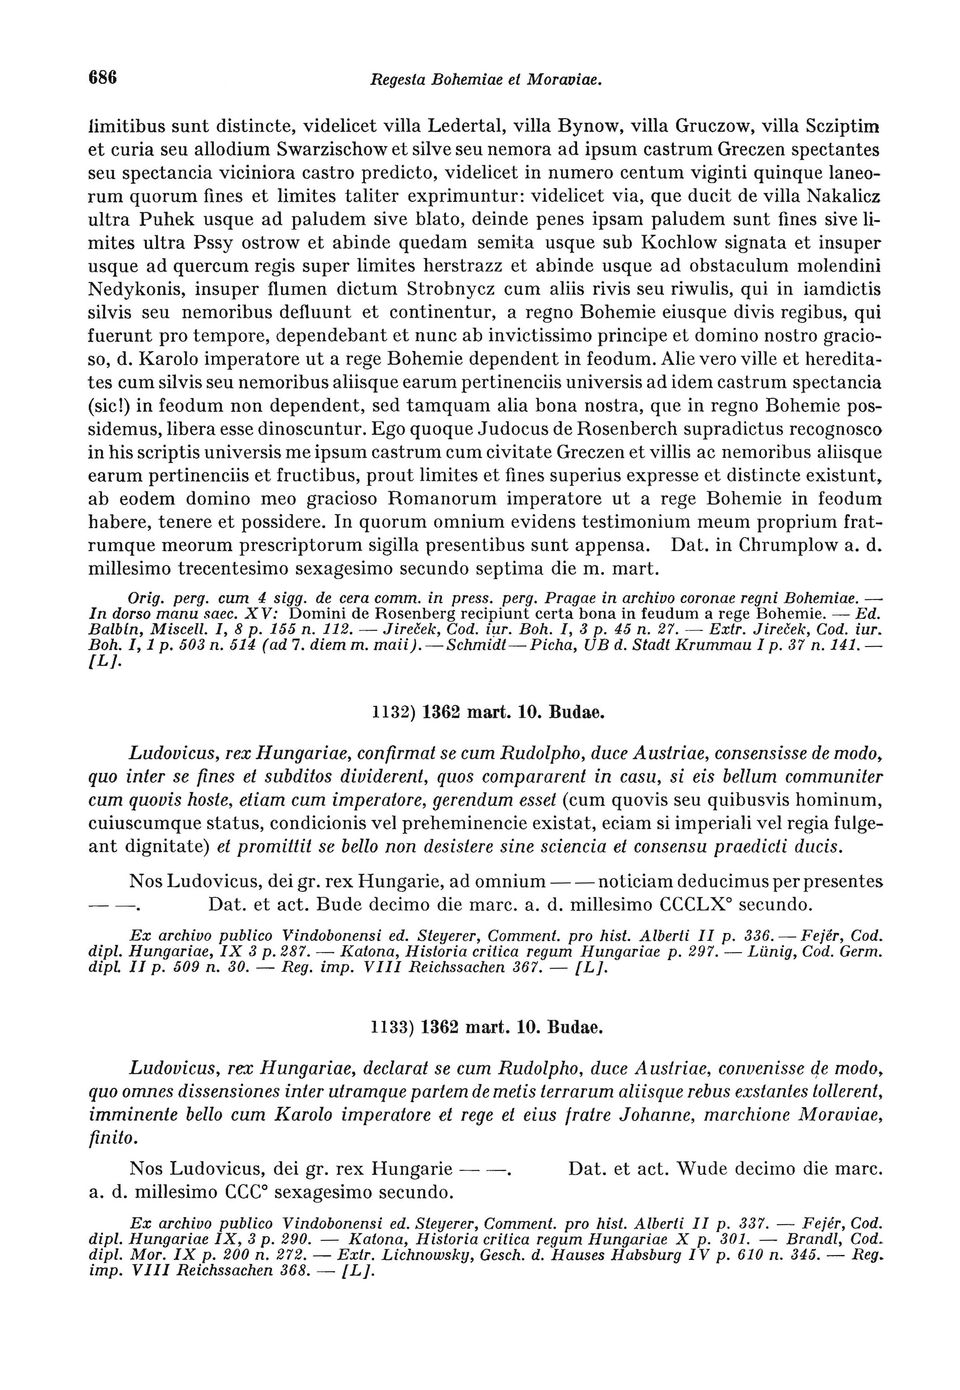 686 Regesta Bohemiae et Moraviae.
limitibus sunt distincte, videlicet villa Ledertal, villa Bynow, villa Gruczow, villa Scziptim
et curia seu allodium Swarzischow et silve seu nemora ad ipsum castrum Greczen spectantes
seu spectancia viciniora castro predicto, videlicet in numero centum viginti quinque laneo-
rum quorum fines et limites taliter exprimuntur: videlicet via, que ducit de villa Nakalicz
ultra Puhek usque ad paludem sive blato, deinde penes ipsam paludem sunt fines sive li-
mites ultra Pssy ostrow et abinde quedam semita usque sub Kochlow signata et insuper
usque ad quercum regis super limites herstrazz et abinde usque ad obstaculum molendini
Nedykonis, insuper flumen dictum Strobnycz cum aliis rivis seu riwulis, qui in iamdictis
silvis seu nemoribus defluunt et continentur, a regno Bohemie eiusque divis regibus, qui
fuerunt pro tempore, dependebant et nunc ab invictissimo principe et domino nostro gracio-
so, d. Karolo imperatore ut a rege Bohemie dependent in feodum. Alie vero ville et heredita-
tes cum silvis seu nemoribus aliisque earum pertinenciis universis ad idem castrum spectancia
(sic!) in feodum non dependent, sed tamquam alia bona nostra, que in regno Bohemie pos-
sidemus, libera esse dinoscuntur. Ego quoque Judocus de Rosenberch supradictus recognosco
in his scriptis universis me ipsum castrum cum civitate Greczen et villis ac nemoribus aliisque
earum pertinenciis et fructibus, prout limites et fines superius expresse et distincte existunt,
ab eodem domino meo gracioso Romanorum imperatore ut a rege Bohemie in feodum
habere, tenere et possidere. In quorum omnium evidens testimonium meum proprium frat-
rumque meorum prescriptorum sigilla presentibus sunt appensa. Dat. in Chrumplow a. d.
millesimo trecentesimo sexagesimo secundo septima die m. mart.
Orig. perg. cum 4 sigg. de cera comm. in press. perg. Pragae in archivo coronae regni Bohemiae. —
In dorso manu saec. XV: Domini de Rosenberg recipiunt certa bona in feudum a rege Bohemie. — Ed.
Balbín, Miscell. I, 8 p. 155 n. 112. — Jireček, Cod. iur. Boh. I, 3 p. 45 n. 27. — Extr. Jireček, Cod. iur.
Boh. I, 1 p. 503 n. 514 (ad 7. diem m. maii). — Schmidt — Picha, UB d. Stadt Krummau I p. 37 n. 141. —
[L].
1132) 1362 mart. 10. Budae.
Ludovicus, rex Hungariae, confirmat se cum Rudolpho, duce Austriae, consensisse de modo,
quo inter se fines et subditos dividerent, quos compararent in casu, si eis bellum communiter
cum quovis hoste, etiam cum imperatore, gerendum esset (cum quovis seu quibusvis hominum,
cuiuscumque status, condicionis vel preheminencie existat, eciam si imperiali vel regia fulge-
ant dignitate) et promittit se bello non desistere sine sciencia et consensu praedicti ducis.
Nos Ludovicus, dei gr. rex Hungarie, ad omnium — — noticiam deducimus per presentes
— —. Dat. et act. Bude decimo die marc. a. d. millesimo CCCLX° secundo.
Ex archivo publico Vindobonensi ed. Steyerer, Comment. pro hist. Alberti II p. 336. — Fejér, Cod.
dipl. Hungariae, IX 3 p. 287. — Katona, Historia critica regum Hungariae p. 297. — Lünig, Cod. Germ.
dipl. II p. 509 n. 30. — Reg. imp. VIII Reichssachen 367. — [L].
1133) 1362 mart. 10. Budae.
Ludovicus, rex Hungariae, declarat se cum Rudolpho, duce Austriae, convenisse de modo,
quo omnes dissensiones inter utramque partem de metis terrarum aliisque rebus exstantes tollerent,
imminente bello cum Karolo imperatore et rege et eius fratre Johanne, marchione Moraviae,
finito.
Nos Ludovicus, dei gr. rex Hungarie — —. Dat. et act. Wude decimo die marc.
a. d. millesimo CCC° sexagesimo secundo.
Ex archivo publico Vindobonensi ed. Steyerer, Comment. pro hist. Alberti II p. 337. — Fejér, Cod.
dipl. Hungariae IX, 3 p. 290. — Katona, Historia critica regum Hungariae X p. 301. — Brandl, Cod.
dipl. Mor. IX p. 200 n. 272. — Extr. Lichnowsky, Gesch. d. Hauses Habsburg IV p. 610 n. 345. — Reg.
imp. VIII Reichssachen 368. — [L].